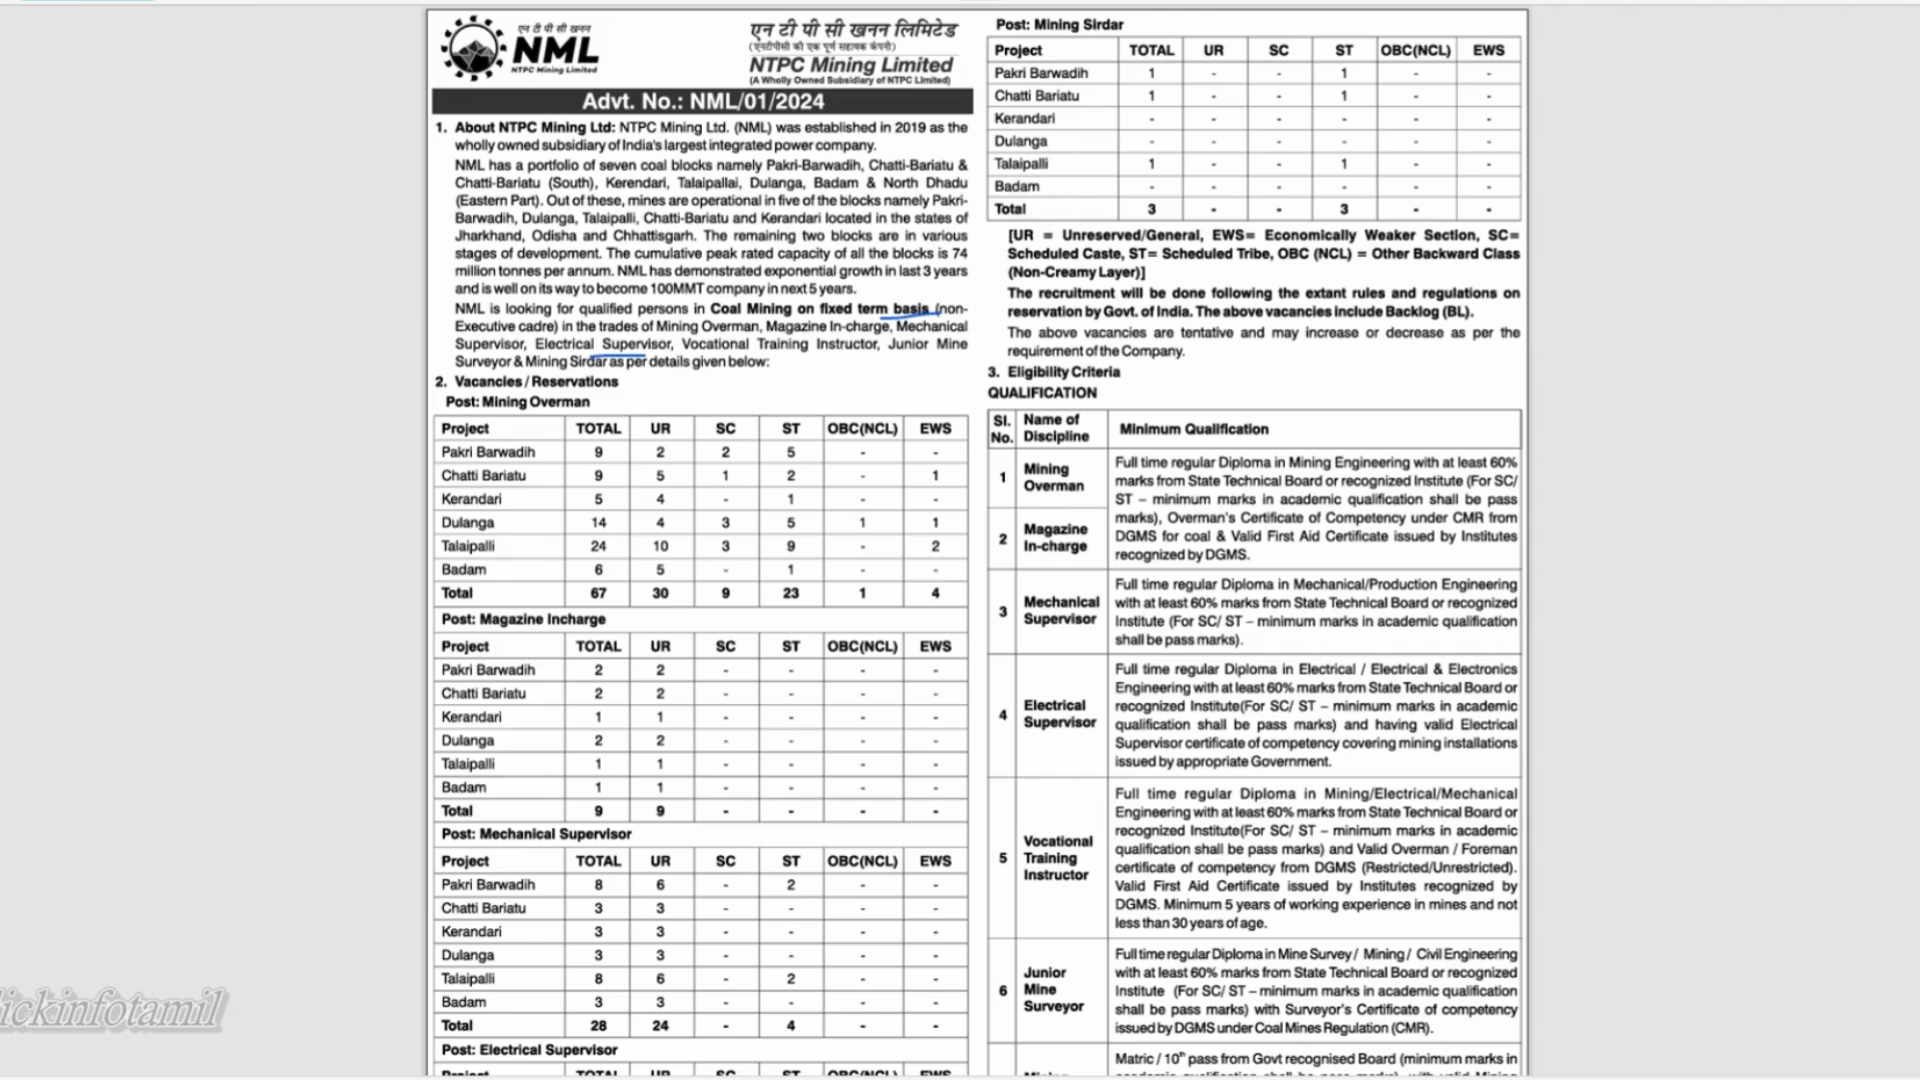 एन टी पी सी खनन
NML
NTPC Mining Limited
एन टी पी सी खनन लिमिटेड
(एनटीपीसी की एक पूर्ण सहायक कंपनी)
NTPC Mining Limited
(A Wholly Owned Subsidiary of NTPC Limited)
Advt. No.: NML/01/2024
1. About NTPC Mining Ltd: NTPC Mining Ltd. (NML) was established in 2019 as the
wholly owned subsidiary of India's largest integrated power company.
NML has a portfolio of seven coal blocks namely Pakri-Barwadih, Chatti-Bariatu &
Chatti-Bariatu (South), Kerendari, Talaipallai, Dulanga, Badam & North Dhadu
(Eastern Part). Out of these, mines are operational in five of the blocks namely Pakri-
Barwadih, Dulanga, Talaipalli, Chatti-Bariatu and Kerandari located in the states of
Jharkhand, Odisha and Chhattisgarh. The remaining two blocks are in various
stages of development. The cumulative peak rated capacity of all the blocks is 74
million tonnes per annum. NML has demonstrated exponential growth in last 3 years
and is well on its way to become 100MMT company in next 5 years.
NML is looking for qualified persons in Coal Mining on fixed term basis (non-
Executive cadre) in the trades of Mining Overman, Magazine In-charge, Mechanical
Supervisor, Electrical Supervisor, Vocational Training Instructor, Junior Mine
Surveyor & Mining Sirdar as per details given below:
2. Vacancies / Reservations
Post: Mining Overman
Project TOTAL UR SC ST OBC(NCL) EWS
Pakri Barwadih 9 2 2 5 - -
Chatti Bariatu 9 5 1 2 - 1
Kerandari 5 4 - 1 - -
Dulanga 14 4 3 5 1 1
Talaipalli 24 10 3 9 - 2
Badam 6 5 - 1 - -
Total 67 30 9 23 1 4
Post: Magazine Incharge
Project TOTAL UR SC ST OBC(NCL) EWS
Pakri Barwadih 2 2 - - - -
Chatti Bariatu 2 2 - - - -
Kerandari 1 1 - - - -
Dulanga 2 2 - - - -
Talaipalli 1 1 - - - -
Badam 1 1 - - - -
Total 9 9 - - - -
Post: Mechanical Supervisor
Project TOTAL UR SC ST OBC(NCL) EWS
Pakri Barwadih 8 6 - 2 - -
Chatti Bariatu 3 3 - - - -
Kerandari 3 3 - - - -
Dulanga 3 3 - - - -
Talaipalli 8 6 - 2 - -
Badam 3 3 - - - -
Total 28 24 - 4 - -
Post: Electrical Supervisor
Project TOTAL UR SC ST OBC(NCL) EWS
Post: Mining Sirdar
Project TOTAL UR SC ST OBC(NCL) EWS
Pakri Barwadih 1 - - 1 - -
Chatti Bariatu 1 - - 1 - -
Kerandari - - - - - -
Dulanga - - - - - -
Talaipalli 1 - - 1 - -
Badam - - - - - -
Total 3 - - 3 - -
[UR = Unreserved/General, EWS= Economically Weaker Section, SC=
Scheduled Caste, ST= Scheduled Tribe, OBC (NCL) = Other Backward Class
(Non-Creamy Layer)]
The recruitment will be done following the extant rules and regulations on
reservation by Govt. of India. The above vacancies include Backlog (BL).
The above vacancies are tentative and may increase or decrease as per the
requirement of the Company.
3. Eligibility Criteria
QUALIFICATION
Sl. No. Name of Discipline Minimum Qualification
1 Mining Overman
2 Magazine In-charge
Full time regular Diploma in Mining Engineering with at least 60%
marks from State Technical Board or recognized Institute (For SC/
ST – minimum marks in academic qualification shall be pass
marks), Overman's Certificate of Competency under CMR from
DGMS for coal & Valid First Aid Certificate issued by Institutes
recognized by DGMS.
3 Mechanical Supervisor
Full time regular Diploma in Mechanical/Production Engineering
with at least 60% marks from State Technical Board or recognized
Institute (For SC/ ST – minimum marks in academic qualification
shall be pass marks).
4 Electrical Supervisor
Full time regular Diploma in Electrical / Electrical & Electronics
Engineering with at least 60% marks from State Technical Board or
recognized Institute(For SC/ ST – minimum marks in academic
qualification shall be pass marks) and having valid Electrical
Supervisor certificate of competency covering mining installations
issued by appropriate Government.
5 Vocational Training Instructor
Full time regular Diploma in Mining/Electrical/Mechanical
Engineering with at least 60% marks from State Technical Board or
recognized Institute(For SC/ ST – minimum marks in academic
qualification shall be pass marks) and Valid Overman / Foreman
certificate of competency from DGMS (Restricted/Unrestricted).
Valid First Aid Certificate issued by Institutes recognized by
DGMS. Minimum 5 years of working experience in mines and not
less than 30 years of age.
6 Junior Mine Surveyor
Full time regular Diploma in Mine Survey / Mining / Civil Engineering
with at least 60% marks from State Technical Board or recognized
Institute (For SC/ ST – minimum marks in academic qualification
shall be pass marks) with Surveyor's Certificate of competency
issued by DGMS under Coal Mines Regulation (CMR).
Matric / 10th pass from Govt recognised Board (minimum marks in
ickinfotamil